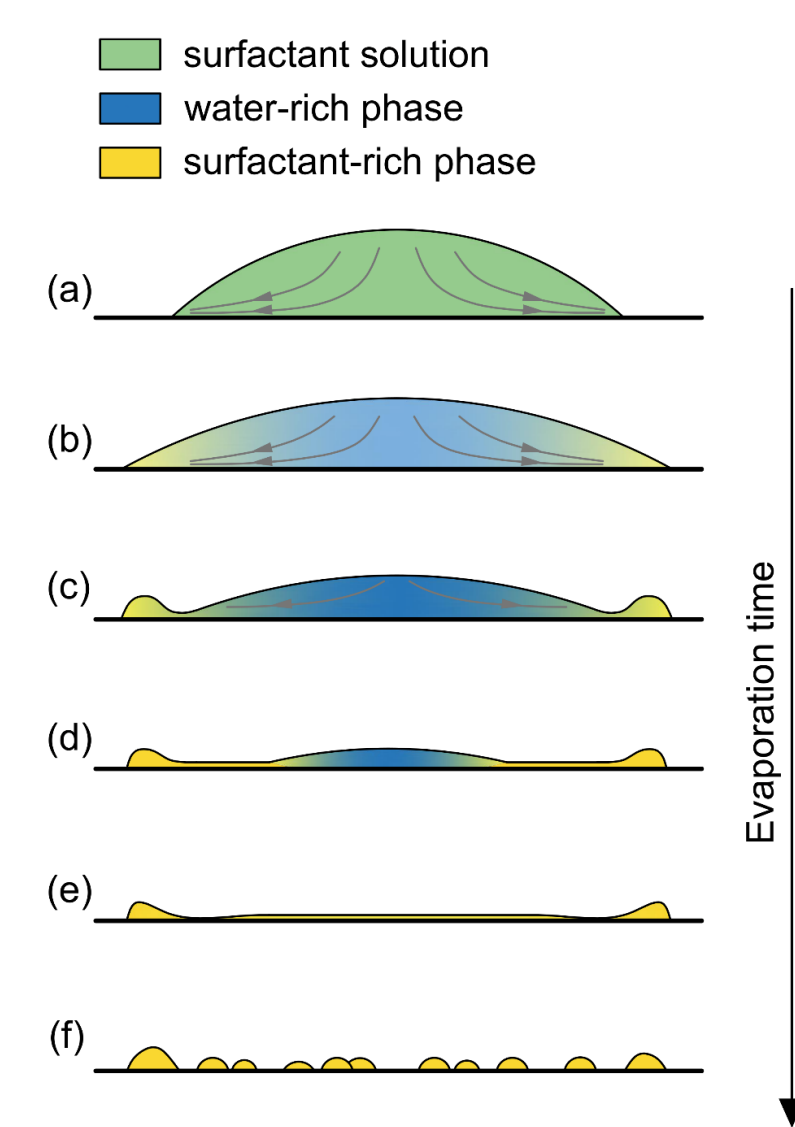 surfactant solution
water-rich phase
surfactant-rich phase
(a)
(b)
(c)
(d)
(e)
(f)
Evaporation time